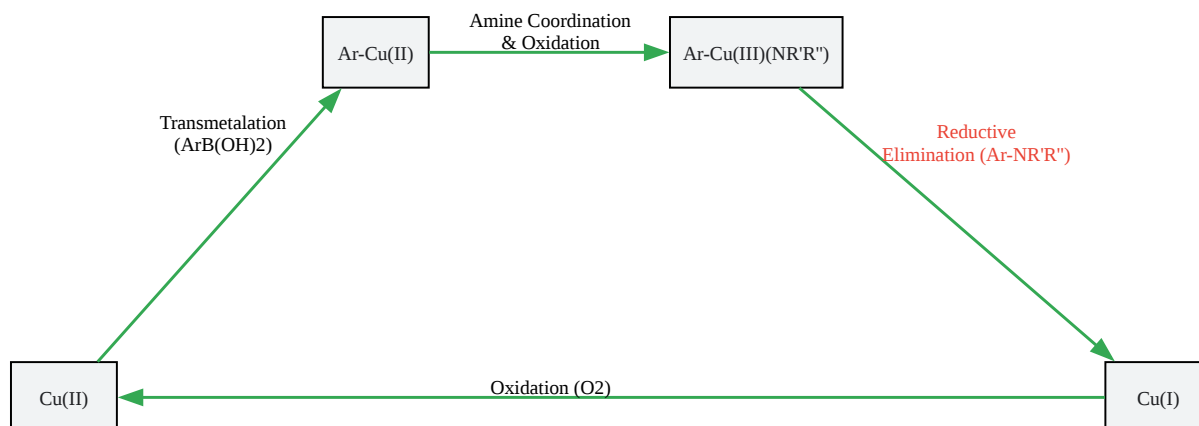 Amine Coordination
& Oxidation
Ar-Cu(II)
Ar-Cu(III)(NR'R")
Transmetalation
(ArB(OH)2)
Reductive
Elimination (Ar-NR'R")
Oxidation (O2)
Cu(II)
Cu(I)